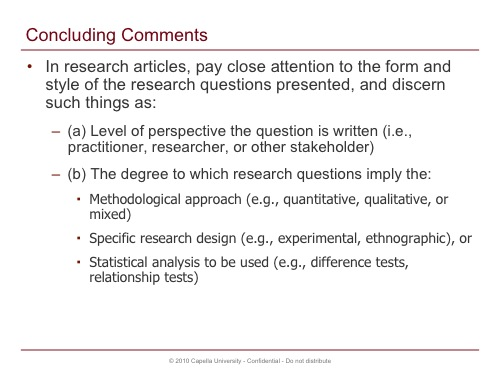 Concluding Comments
• In research articles, pay close attention to the form and
style of the research questions presented, and discern
such things as:
– (a) Level of perspective the question is written (i.e.,
practitioner, researcher, or other stakeholder)
– (b) The degree to which research questions imply the:
▪ Methodological approach (e.g., quantitative, qualitative, or
mixed)
▪ Specific research design (e.g., experimental, ethnographic), or
▪ Statistical analysis to be used (e.g., difference tests,
relationship tests)
© 2010 Capella University - Confidential - Do not distribute